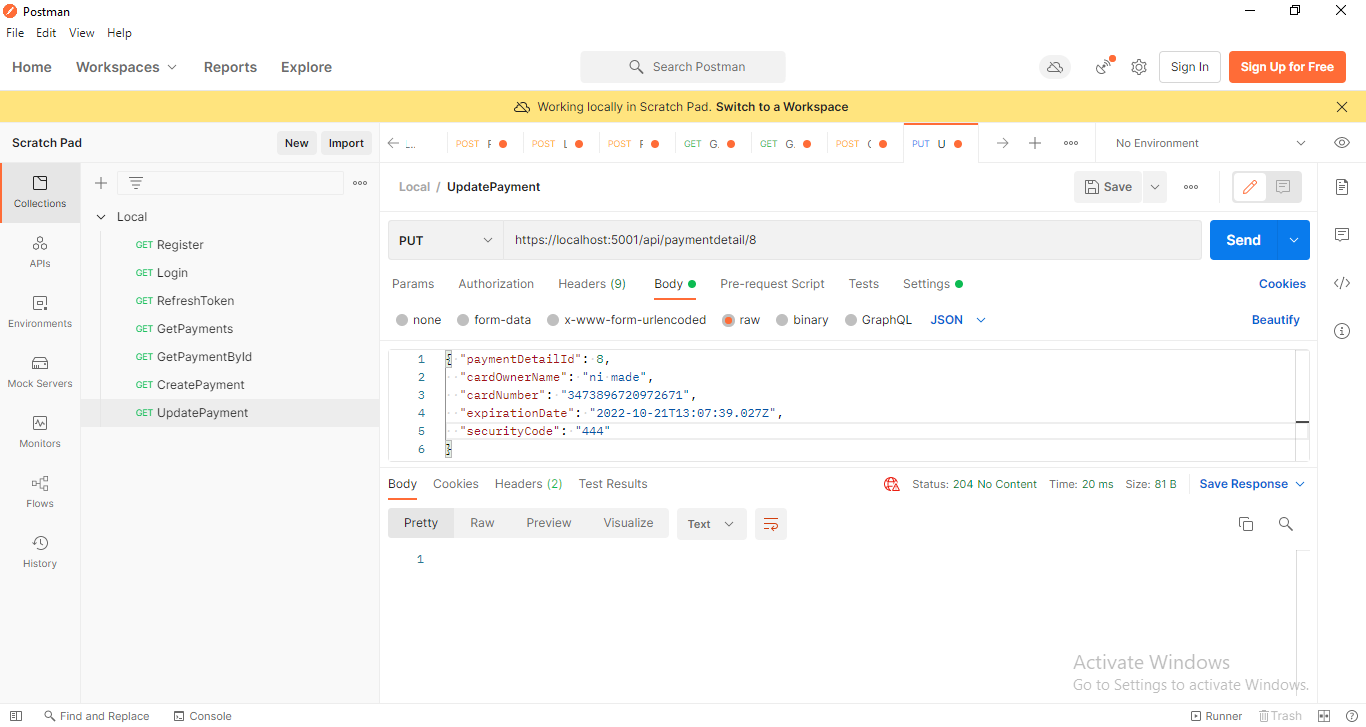 Postman
File Edit View Help
Home Workspaces Reports Explore Search Postman Sign In Sign Up for Free
Working locally in Scratch Pad. Switch to a Workspace
Scratch Pad New Import
POST POST L POST GET G. GET G. POST PUT U No Environment
Collections
APIs
Environments
Mock Servers
Monitors
Flows
History
Local
GET Register
GET Login
GET RefreshToken
GET GetPayments
GET GetPaymentById
GET CreatePayment
GET UpdatePayment
Local / UpdatePayment Save
PUT https://localhost:5001/api/paymentdetail/8 Send
Params Authorization Headers (9) Body Pre-request Script Tests Settings Cookies
none form-data x-www-form-urlencoded raw binary GraphQL JSON Beautify
1 { "paymentDetailId": 8,
2 "cardOwnerName": "ni made",
3 "cardNumber": "3473896720972671",
4 "expirationDate": "2022-10-21T13:07:39.027Z",
5 "securityCode": "444"
6 }
Body Cookies Headers (2) Test Results Status: 204 No Content Time: 20 ms Size: 81 B Save Response
Pretty Raw Preview Visualize Text
1
Activate Windows
Go to Settings to activate Windows.
Find and Replace Console Runner Trash